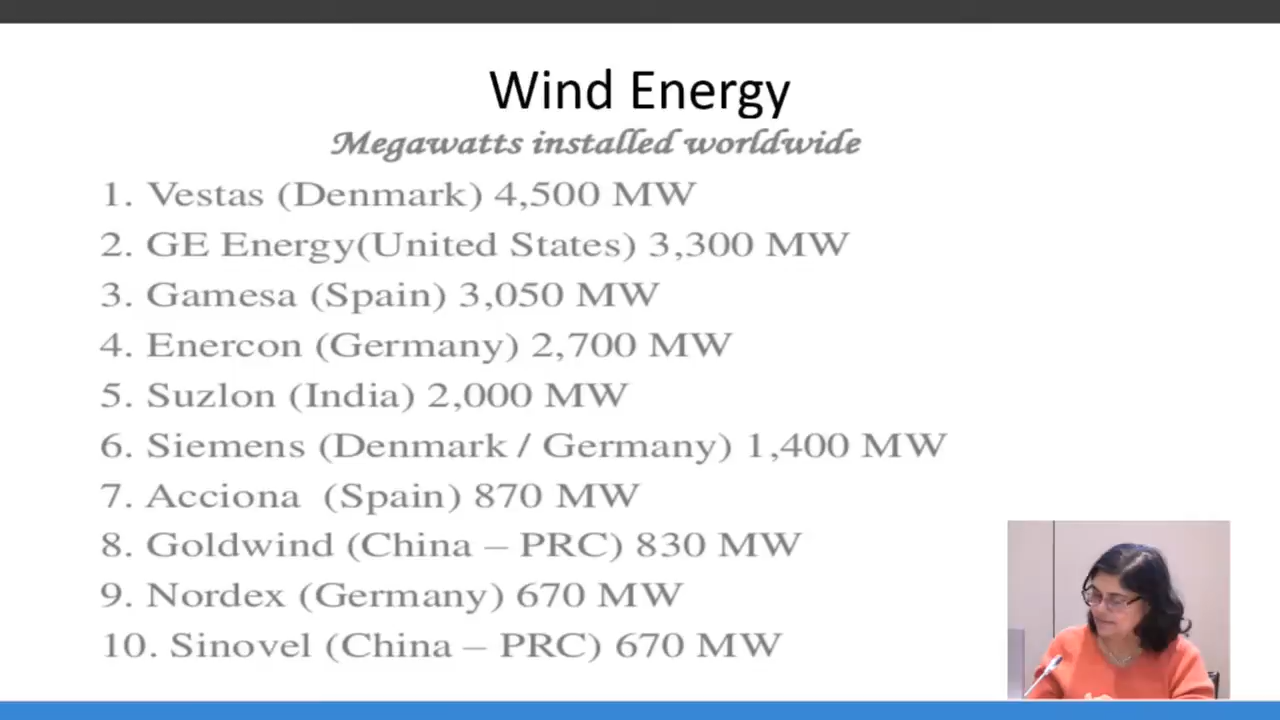 Wind Energy
Megawatts installed worldwide
1. Vestas (Denmark) 4,500 MW
2. GE Energy(United States) 3,300 MW
3. Gamesa (Spain) 3,050 MW
4. Enercon (Germany) 2,700 MW
5. Suzlon (India) 2,000 MW
6. Siemens (Denmark / Germany) 1,400 MW
7. Acciona  (Spain) 870 MW
8. Goldwind (China – PRC) 830 MW
9. Nordex (Germany) 670 MW
10. Sinovel (China – PRC) 670 MW